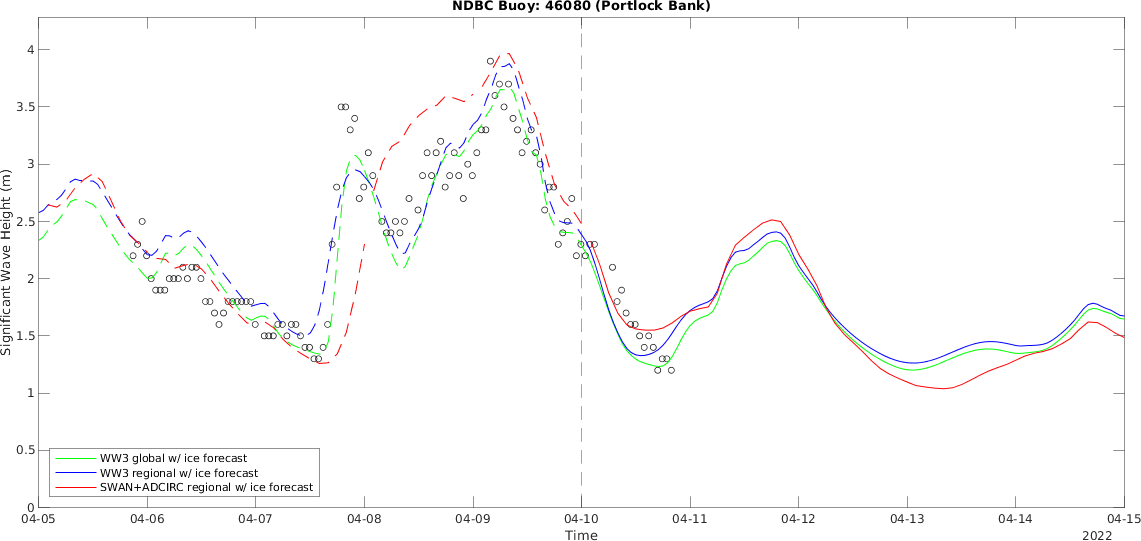 NDBC Buoy: 46080 (Portlock Bank)
Significant Wave Height (m)
4
3.5
3
2.5
2
1.5
1
0.5
0
WW3 global w/ ice forecast
WW3 regional w/ ice forecast
SWAN+ADCIRC regional w/ ice forecast
04-05 04-06 04-07 04-08 04-09 04-10 04-11 04-12 04-13 04-14 04-15
Time
2022